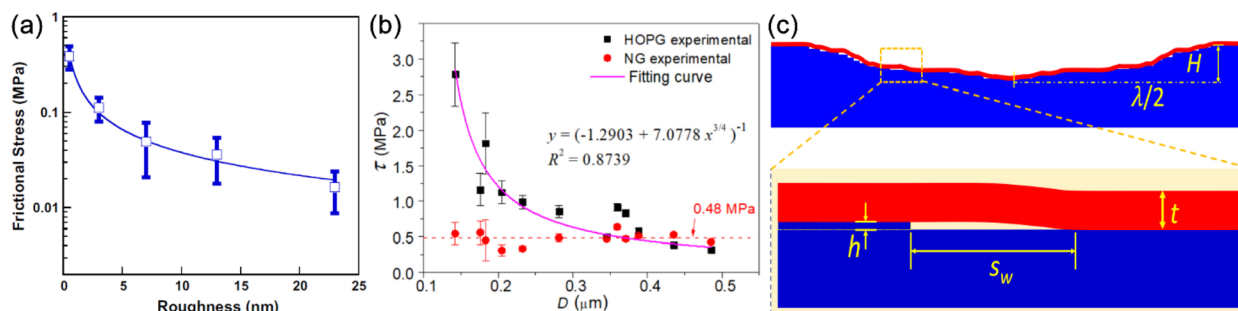 (a)
Frictional Stress (MPa)
1
0.1
0.01
0 5 10 15 20 25
Roughness (nm)
(b)
τ (MPa)
3.0
2.5
2.0
1.5
1.0
0.5
0.0
HOPG experimental
NG experimental
Fitting curve
y = (-1.2903 + 7.0778 x^{3/4})^{-1}
R^2 = 0.8739
0.48 MPa
0.1 0.2 0.3 0.4 0.5
D (μm)
(c)
H
λ/2
t
h
s_w